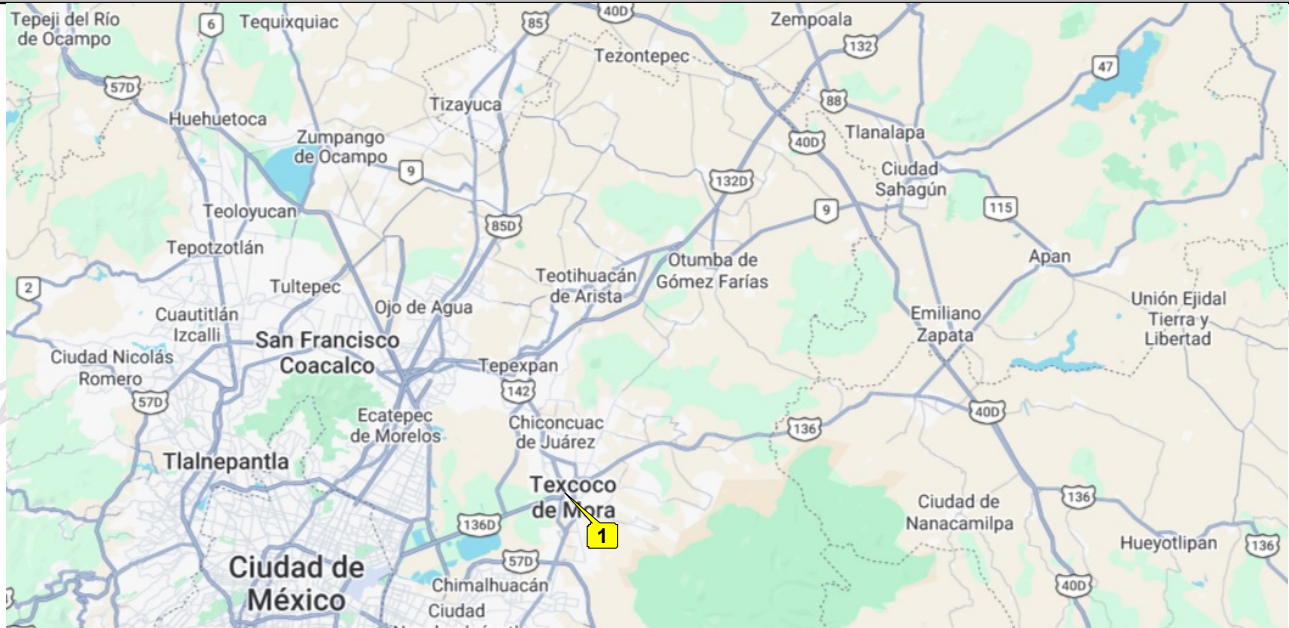 Tepeji del Río
de Ocampo
6
Tequixquiac
85
40D
Zempoala
132
Tezontepec
47
57D
88
Tizayuca
Huehuetoca
Tlanalapa
Zumpango
de Ocampo
40D
9
Ciudad
Sahagún
132D
Teoloyucan
9
115
85D
Tepotzotlán
Otumba de
Gómez Farías
Apan
Teotihuacán
de Arista
2
Tultepec
Ojo de Agua
Unión Ejidal
Tierra y
Libertad
Cuautitlán
Izcalli
Emiliano
Zapata
San Francisco
Coacalco
Ciudad Nicolás
Romero
Tepexpan
142
57D
40D
Ecatepec
de Morelos
Chiconcuac
de Juárez
136
Tlalnepantla
Texcoco
de Mora
136
Ciudad de
Nanacamilpa
136D
1
Hueyotlipan
136
57D
Ciudad de
México
Chimalhuacán
40D
Ciudad